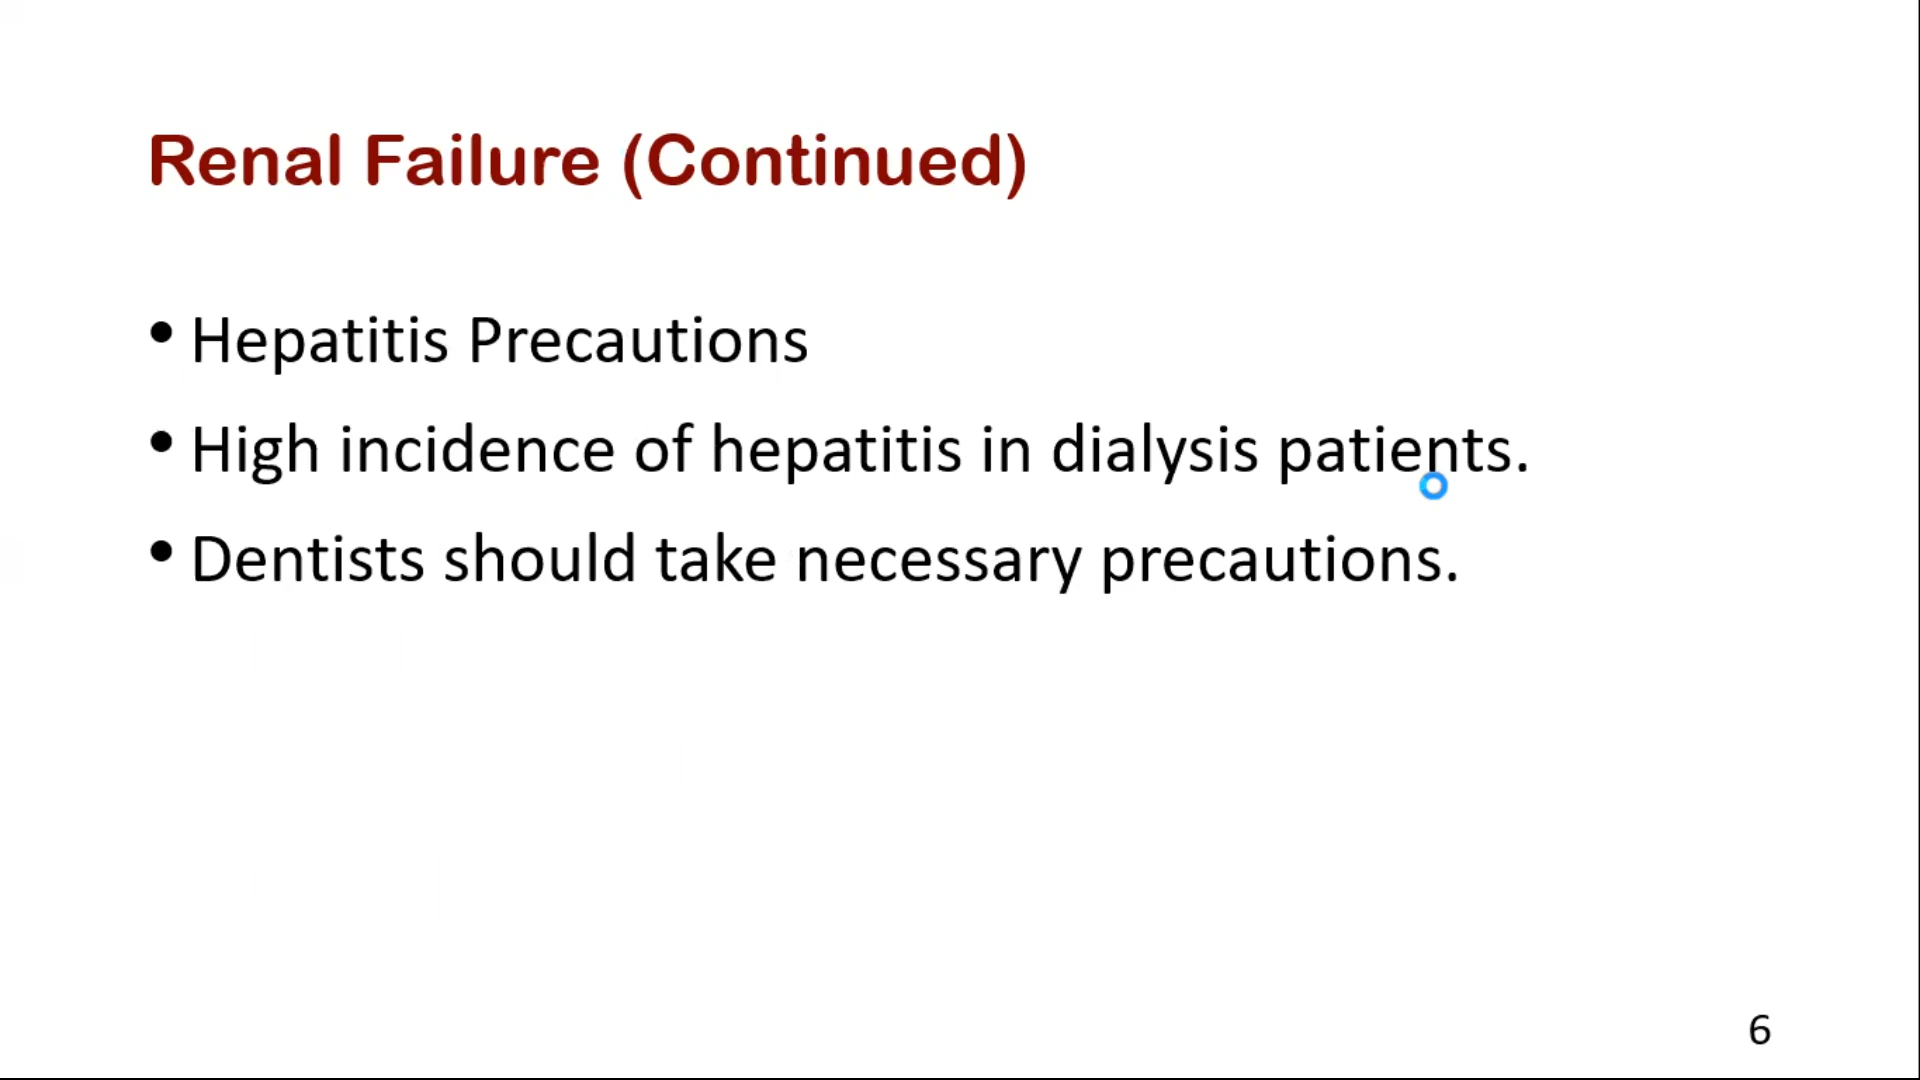 Renal Failure (Continued)
• Hepatitis Precautions
• High incidence of hepatitis in dialysis patients.
• Dentists should take necessary precautions.
6